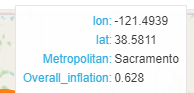 lon: -121.4939
lat: 38.5811
Metropolitan: Sacramento
Overall_inflation: 0.628